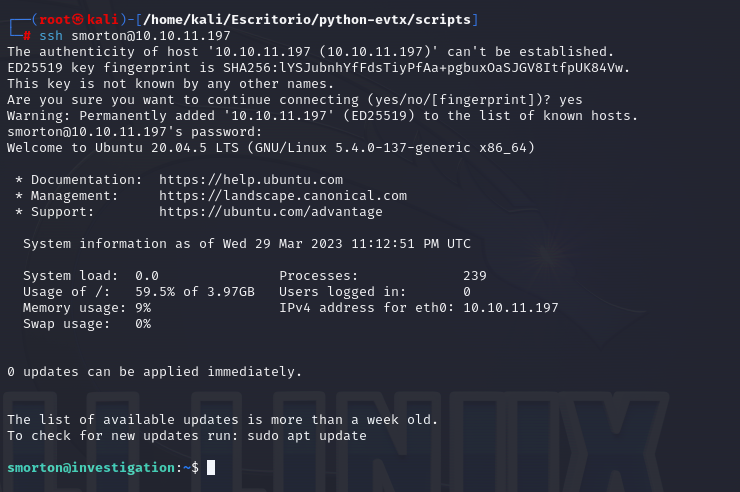 ┌──(root㉿kali)-[/home/kali/Escritorio/python-evtx/scripts]
└─# ssh smorton@10.10.11.197
The authenticity of host '10.10.11.197 (10.10.11.197)' can't be established.
ED25519 key fingerprint is SHA256:lYSJubnhYfFdsTiyPfAa+pgbuxOaSJGV8ItfpUK84Vw.
This key is not known by any other names.
Are you sure you want to continue connecting (yes/no/[fingerprint])? yes
Warning: Permanently added '10.10.11.197' (ED25519) to the list of known hosts.
smorton@10.10.11.197's password:
Welcome to Ubuntu 20.04.5 LTS (GNU/Linux 5.4.0-137-generic x86_64)
* Documentation:  https://help.ubuntu.com
* Management:     https://landscape.canonical.com
* Support:        https://ubuntu.com/advantage
System information as of Wed 29 Mar 2023 11:12:51 PM UTC
System load:  0.0               Processes:             239
Usage of /:   59.5% of 3.97GB   Users logged in:       0
Memory usage: 9%                IPv4 address for eth0: 10.10.11.197
Swap usage:   0%
0 updates can be applied immediately.
The list of available updates is more than a week old.
To check for new updates run: sudo apt update
smorton@investigation:~$